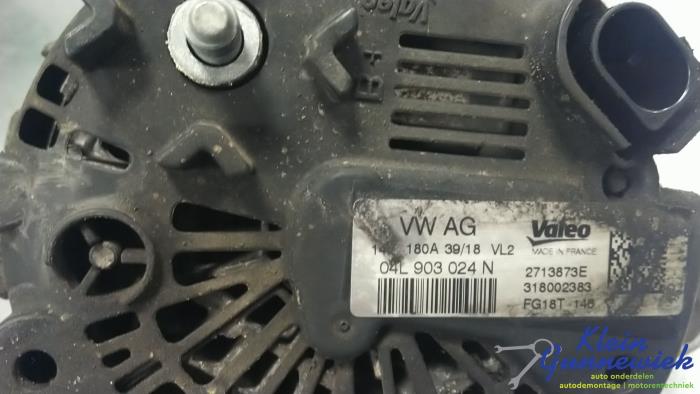 Valeo
B+
VW AG
180A 39/18 VL2
04L 903 024 N
Valeo
MADE IN FRANCE
2713873E
318002383
FG18T-146
Klein
Gunnewiek
auto onderdelen
autodemontage | motorentechniek